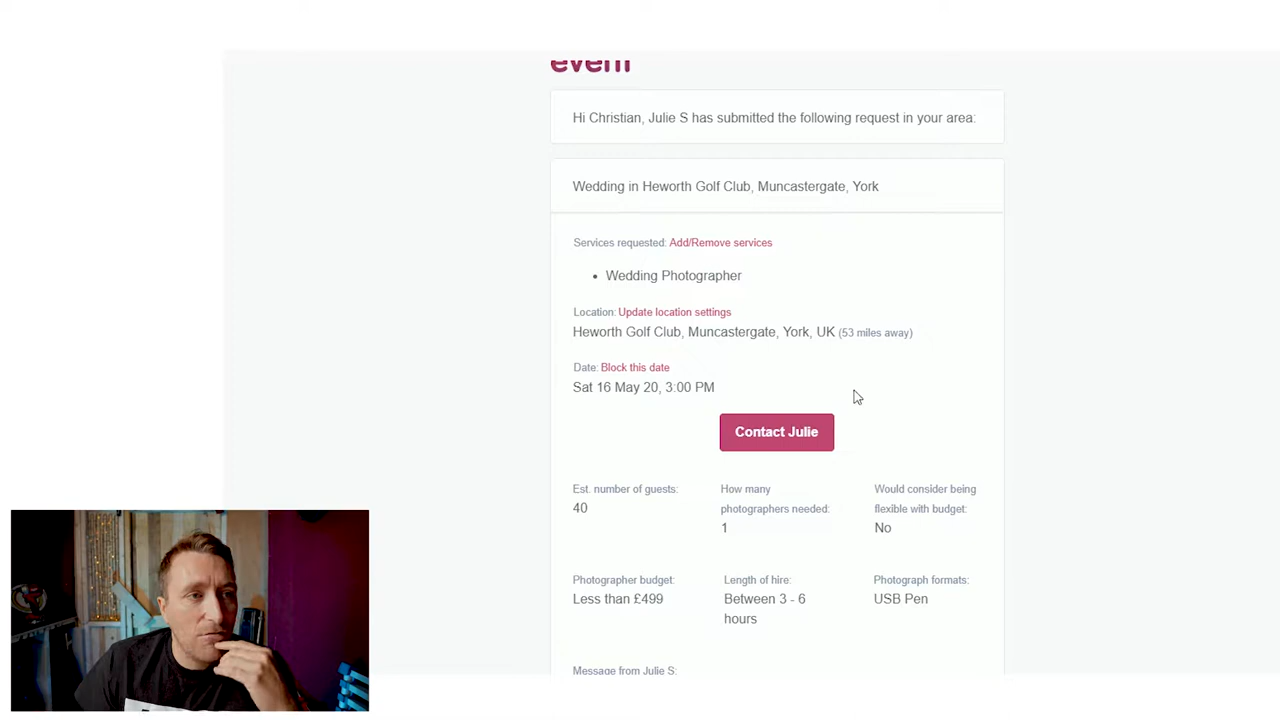 event
Hi Christian, Julie S has submitted the following request in your area:
Wedding in Heworth Golf Club, Muncastergate, York
Services requested: Add/Remove services
• Wedding Photographer
Location: Update location settings
Heworth Golf Club, Muncastergate, York, UK (53 miles away)
Date: Block this date
Sat 16 May 20, 3:00 PM
Contact Julie
Est. number of guests:
40
How many
photographers needed:
1
Would consider being
flexible with budget:
No
Photographer budget:
Less than £499
Length of hire:
Between 3 - 6
hours
Photograph formats:
USB Pen
Message from Julie S: